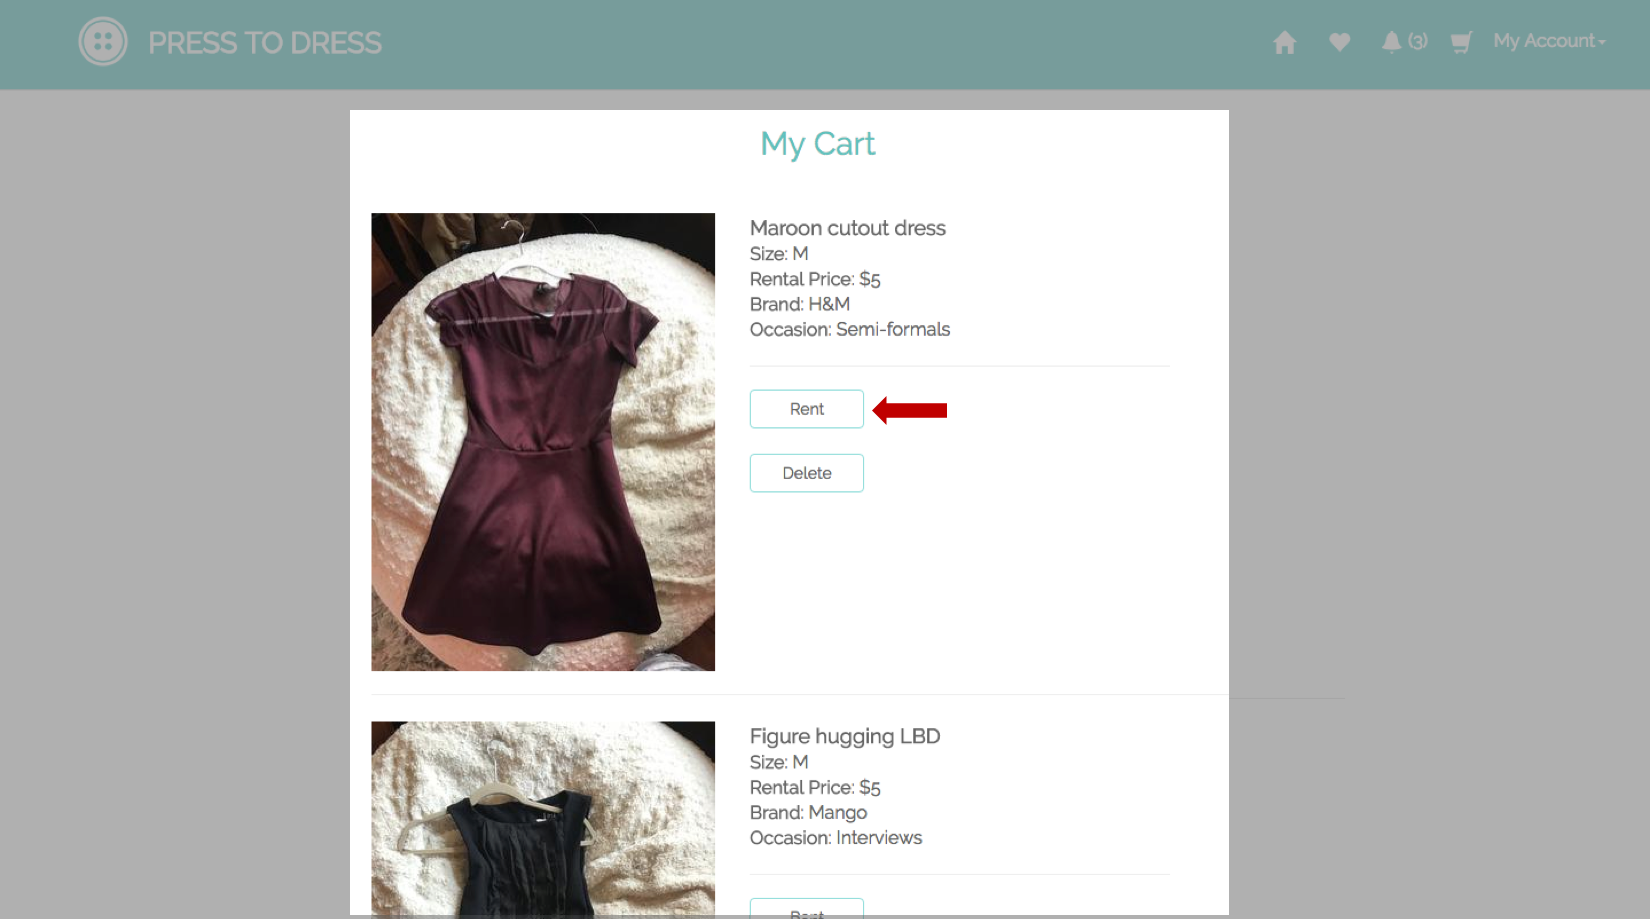 PRESS TO DRESS
(3)
My Account
My Cart
Maroon cutout dress
Size: M
Rental Price: $5
Brand: H&M
Occasion: Semi-formals
Rent
Delete
Figure hugging LBD
Size: M
Rental Price: $5
Brand: Mango
Occasion: Interviews
Rent